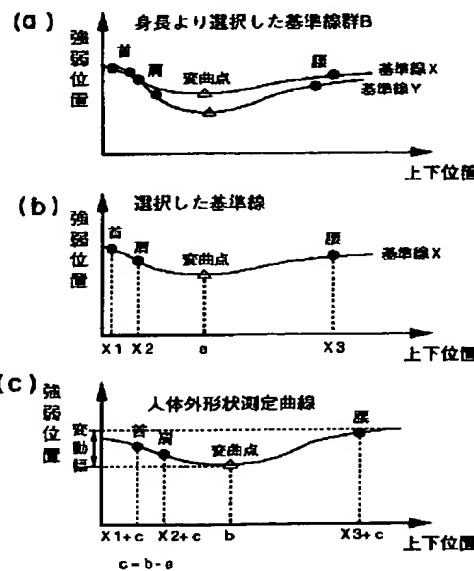 (a) 身長より選択した基準線群B
強弱位置
首
肩
変曲点
腰
基準線X
基準線Y
上下位置
(b) 選択した基準線
強弱位置
首
肩
変曲点
腰
基準線X
X1 X2 a X3 上下位置
(c) 人体外形状測定曲線
強弱位置
変動幅
首
肩
変曲点
腰
X1+c X2+c b X3+c 上下位置
c=b-a